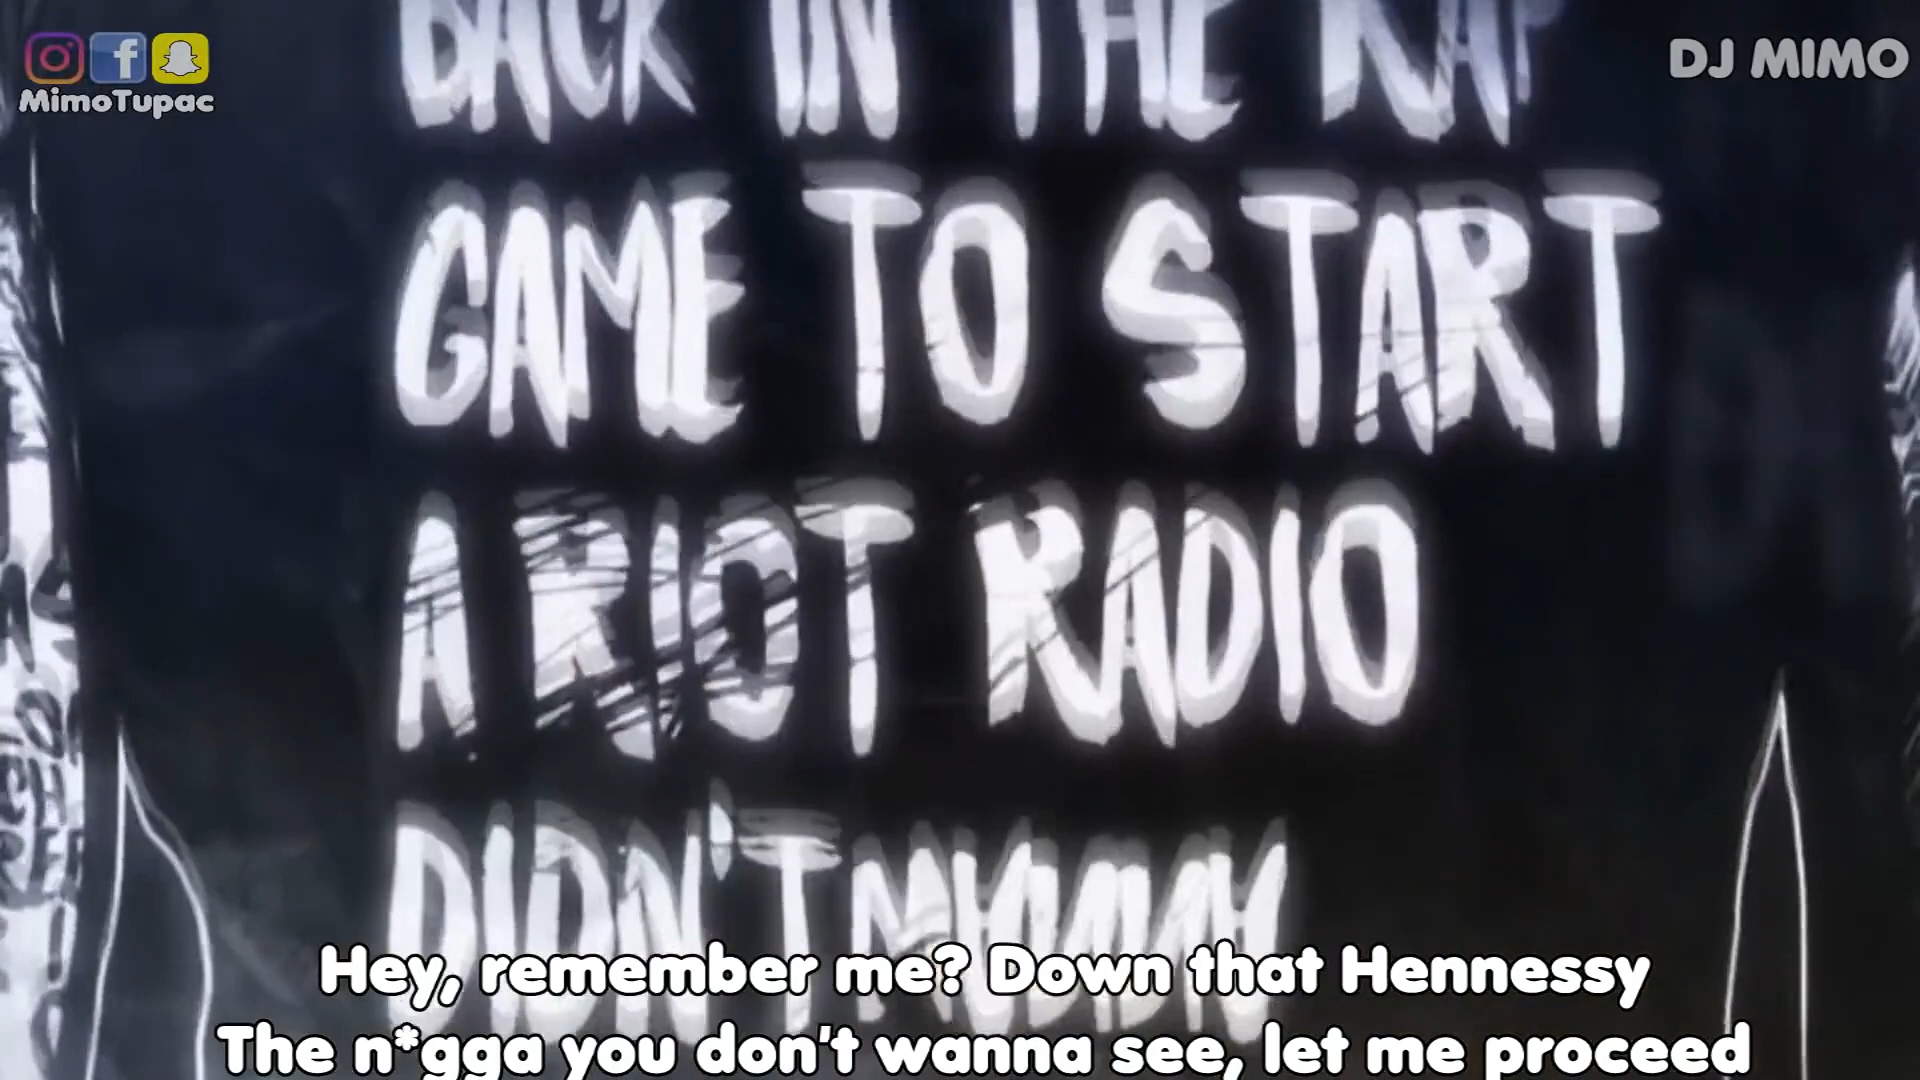 BACK IN THE RAP
DJ MIMO
MimoTupac
GAME TO START
A RIOT RADIO
DIDN'T
Hey, remember me? Down that Hennessy
The n*gga you don't wanna see, let me proceed